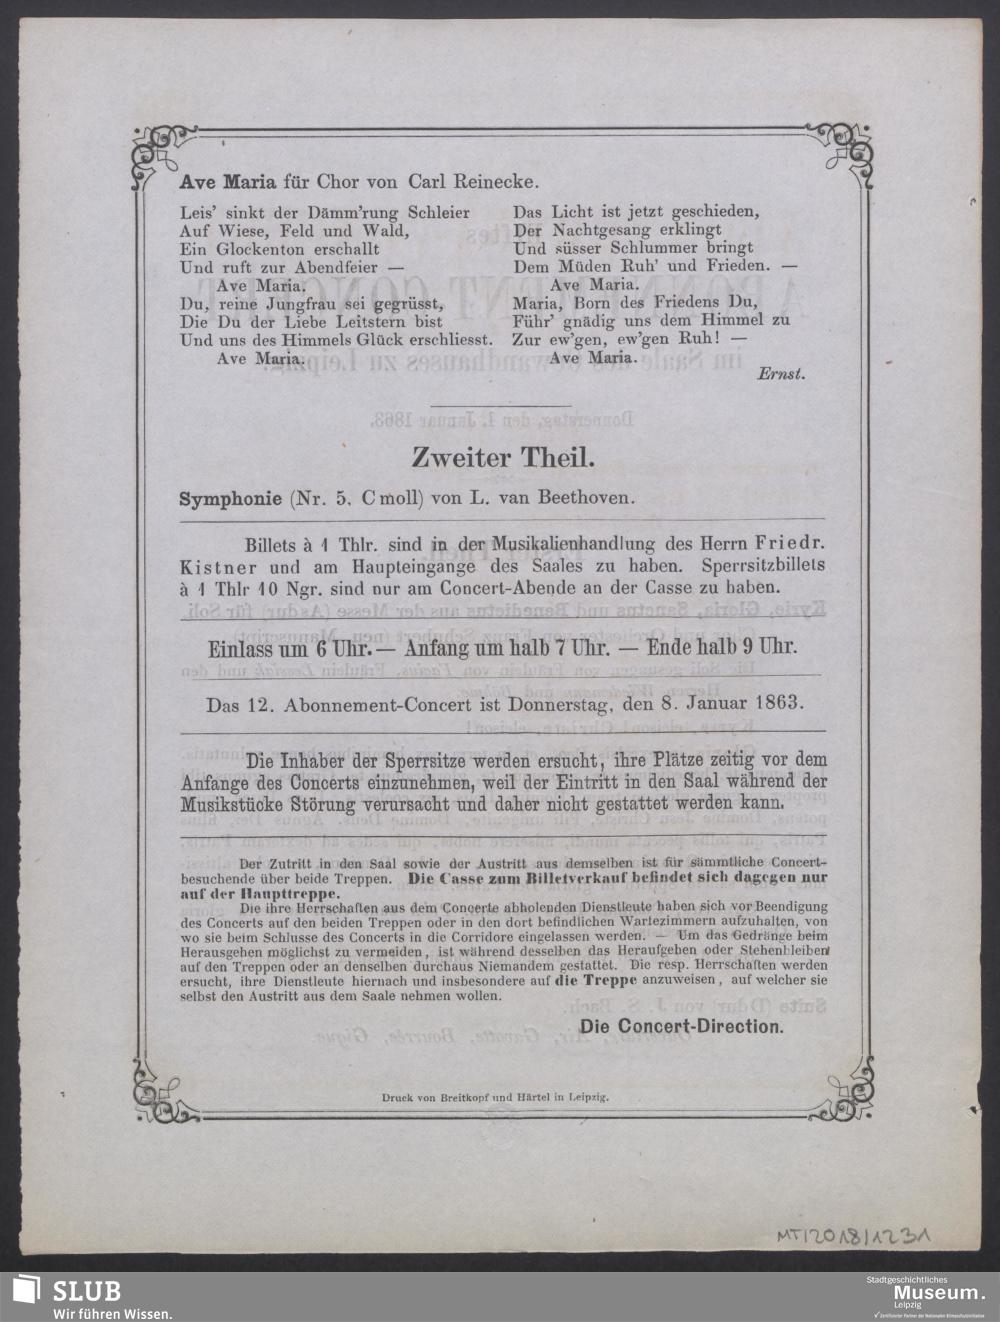 Ave Maria für Chor von Carl Reinecke.
Leis' sinkt der Dämm'rung Schleier
Auf Wiese, Feld und Wald,
Ein Glockenton erschallt
Und ruft zur Abendfeier —
Ave Maria.
Du, reine Jungfrau sei gegrüsst,
Die Du der Liebe Leitstern bist
Und uns des Himmels Glück erschliesst.
Ave Maria.
Das Licht ist jetzt geschieden,
Der Nachtgesang erklingt
Und süsser Schlummer bringt
Dem Müden Ruh' und Frieden. —
Ave Maria.
Maria, Born des Friedens Du,
Führ' gnädig uns dem Himmel zu
Zur ew'gen, ew'gen Ruh! —
Ave Maria.
Ernst.
Zweiter Theil.
Symphonie (Nr. 5. C moll) von L. van Beethoven.
Billets à 1 Thlr. sind in der Musikalienhandlung des Herrn Friedr.
Kistner und am Haupteingange des Saales zu haben. Sperrsitzbillets
à 1 Thlr 10 Ngr. sind nur am Concert-Abende an der Casse zu haben.
Einlass um 6 Uhr. — Anfang um halb 7 Uhr. — Ende halb 9 Uhr.
Das 12. Abonnement-Concert ist Donnerstag, den 8. Januar 1863.
Die Inhaber der Sperrsitze werden ersucht, ihre Plätze zeitig vor dem
Anfange des Concerts einzunehmen, weil der Eintritt in den Saal während der
Musikstücke Störung verursacht und daher nicht gestattet werden kann.
Der Zutritt in den Saal sowie der Austritt aus demselben ist für sämmtliche Concert-
besuchende über beide Treppen. Die Casse zum Billetverkauf befindet sich dagegen nur
auf der Haupttreppe.
Die ihre Herrschaften aus dem Concerte abholenden Dienstleute haben sich vor Beendigung
des Concerts auf den beiden Treppen oder in den dort befindlichen Wartezimmern aufzuhalten, von
wo sie beim Schlusse des Concerts in die Corridore eingelassen werden. — Um das Gedränge beim
Herausgehen möglichst zu vermeiden, ist während desselben das Heraufgehen oder Stehenbleiben
auf den Treppen oder an denselben durchaus Niemandem gestattet. Die resp. Herrschaften werden
ersucht, ihre Dienstleute hiernach und insbesondere auf die Treppe anzuweisen, auf welcher sie
selbst den Austritt aus dem Saale nehmen wollen.
Die Concert-Direction.
Druck von Breitkopf und Härtel in Leipzig.
MT/2018/1231
SLUB
Wir führen Wissen.
Stadtgeschichtliches
Museum.
Leipzig